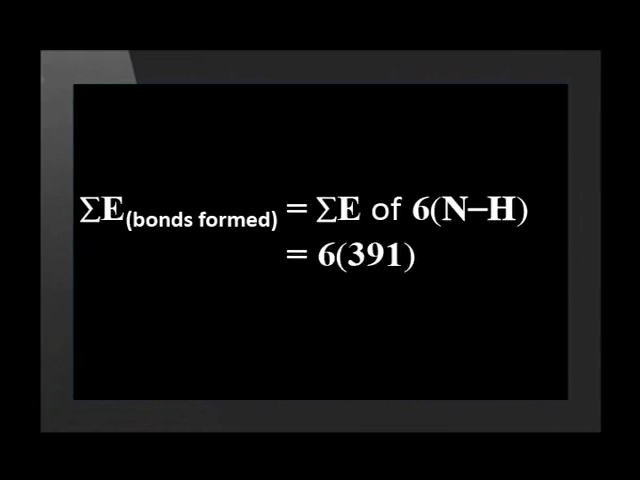 ΣE(bonds formed) = ΣE of 6(N–H)
= 6(391)